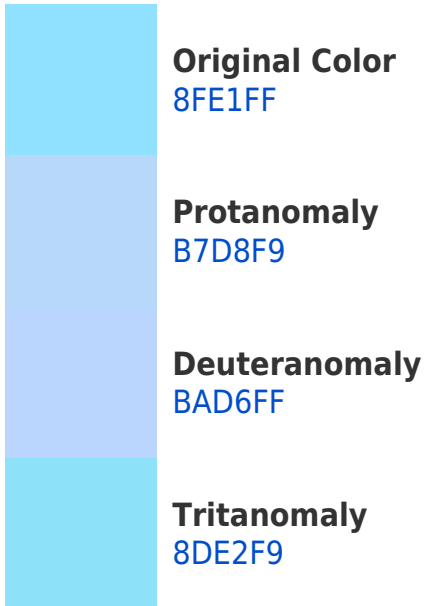 Original Color
8FE1FF
Protanomaly
B7D8F9
Deuteranomaly
BAD6FF
Tritanomaly
8DE2F9